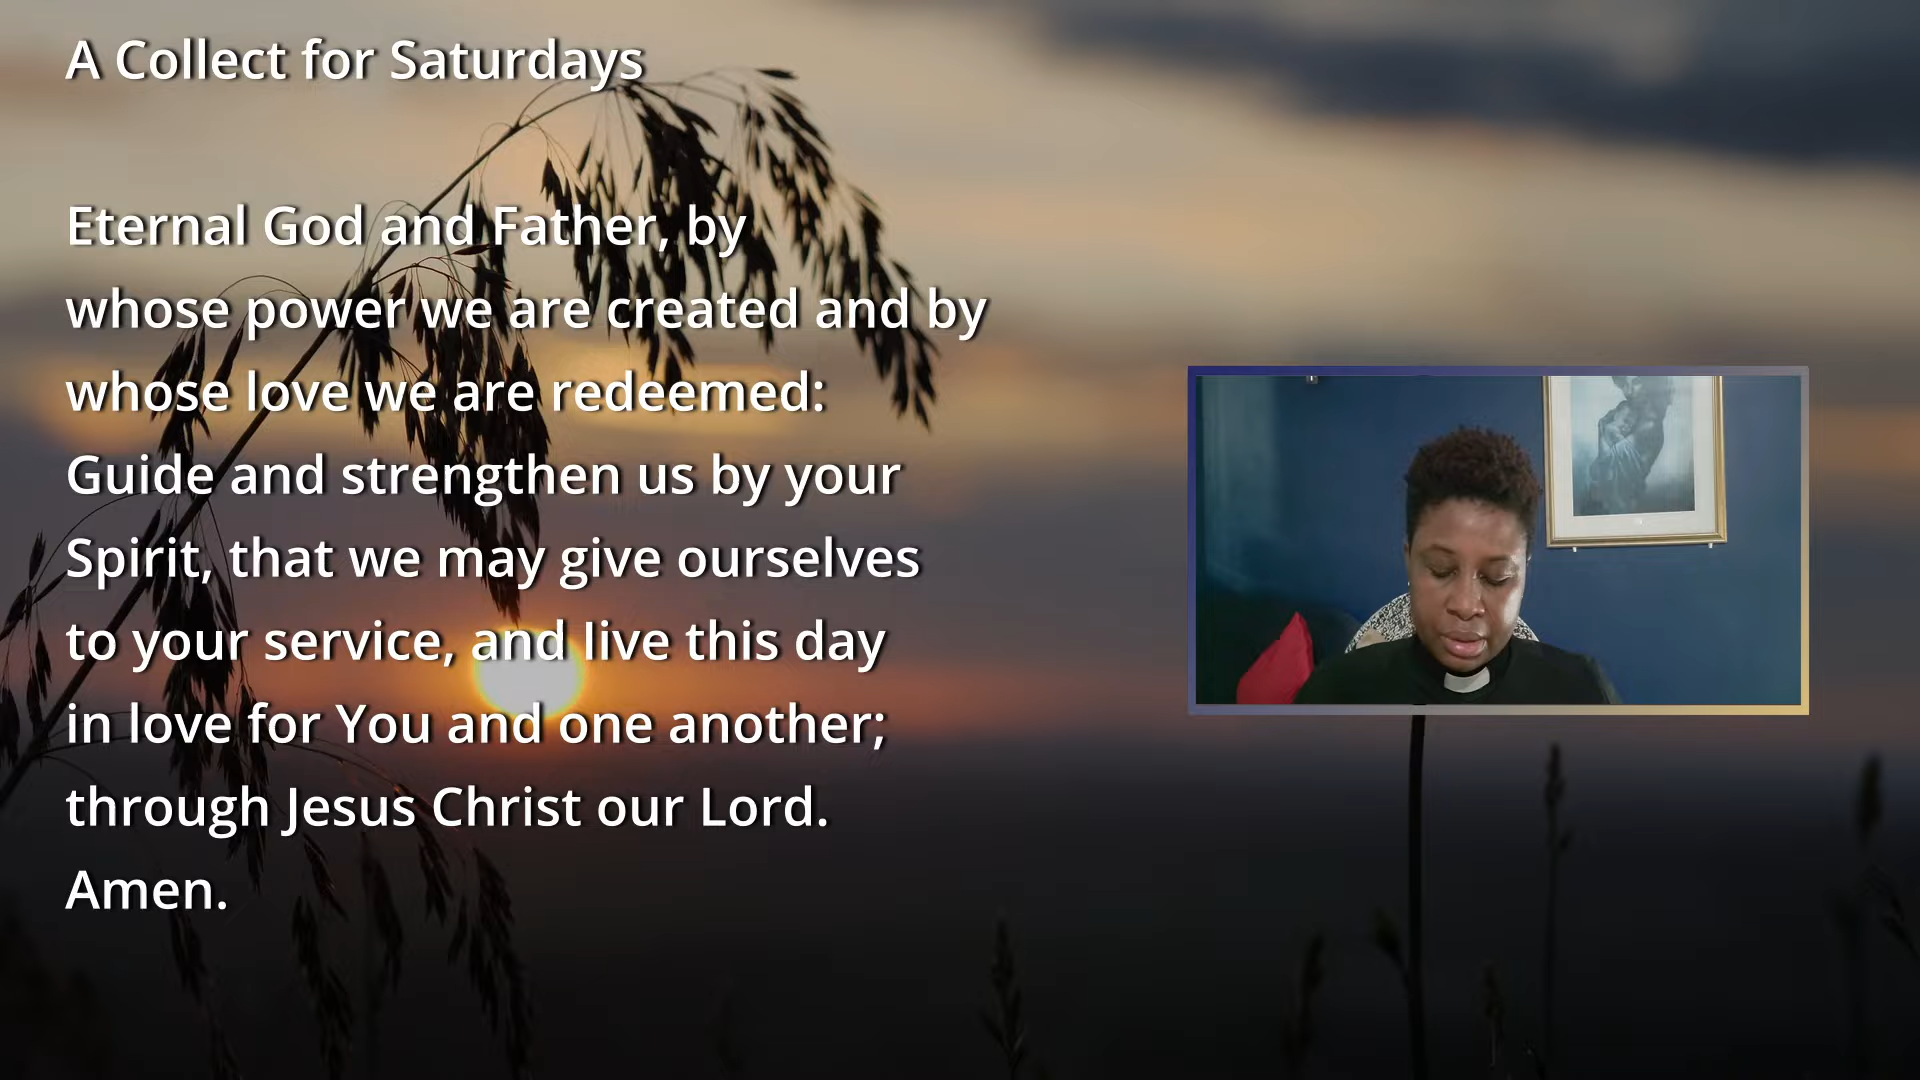 A Collect for Saturdays
Eternal God and Father, by
whose power we are created and by
whose love we are redeemed:
Guide and strengthen us by your
Spirit, that we may give ourselves
to your service, and live this day
in love for You and one another;
through Jesus Christ our Lord.
Amen.